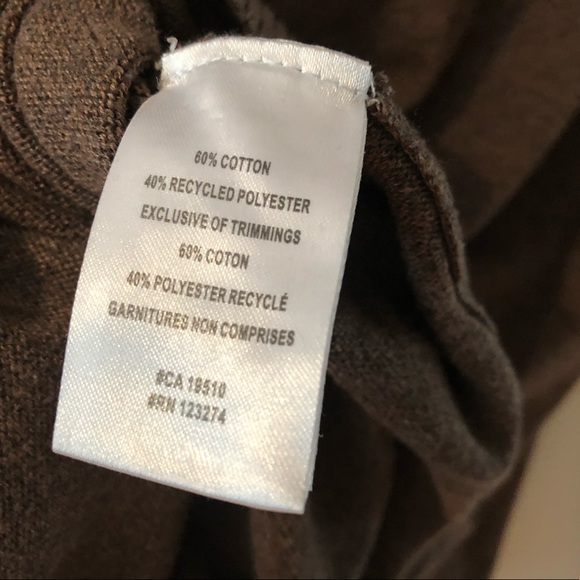 60% COTTON
40% RECYCLED POLYESTER
EXCLUSIVE OF TRIMMINGS
60% COTON
40% POLYESTER RECYCLÉ
GARNITURES NON COMPRISES
#CA 19510
#RN 123274